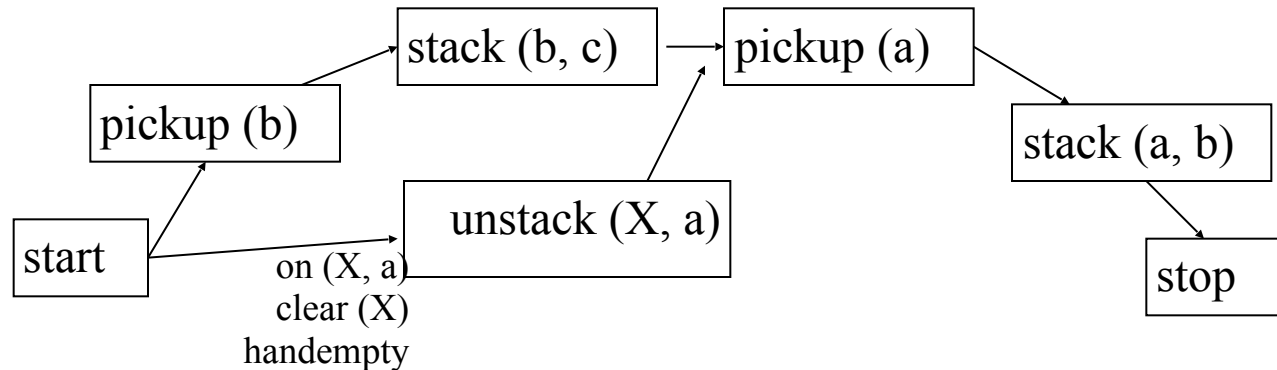 stack (b, c)
pickup (a)
pickup (b)
stack (a, b)
unstack (X, a)
start
on (X, a)
clear (X)
handempty
stop